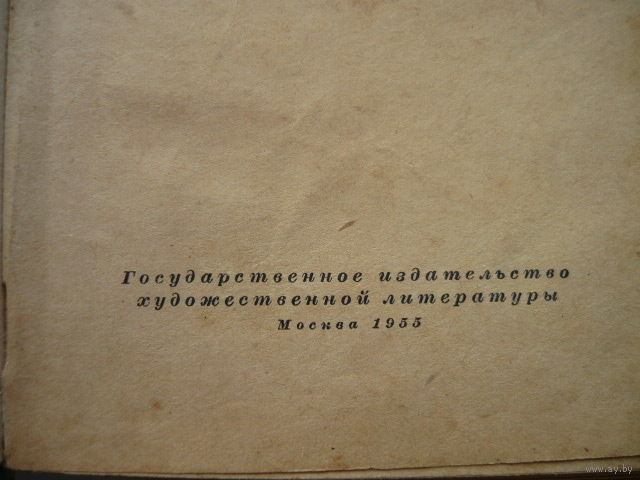 Государственное издательство
художественной литературы
Москва 1955
www.ay.by